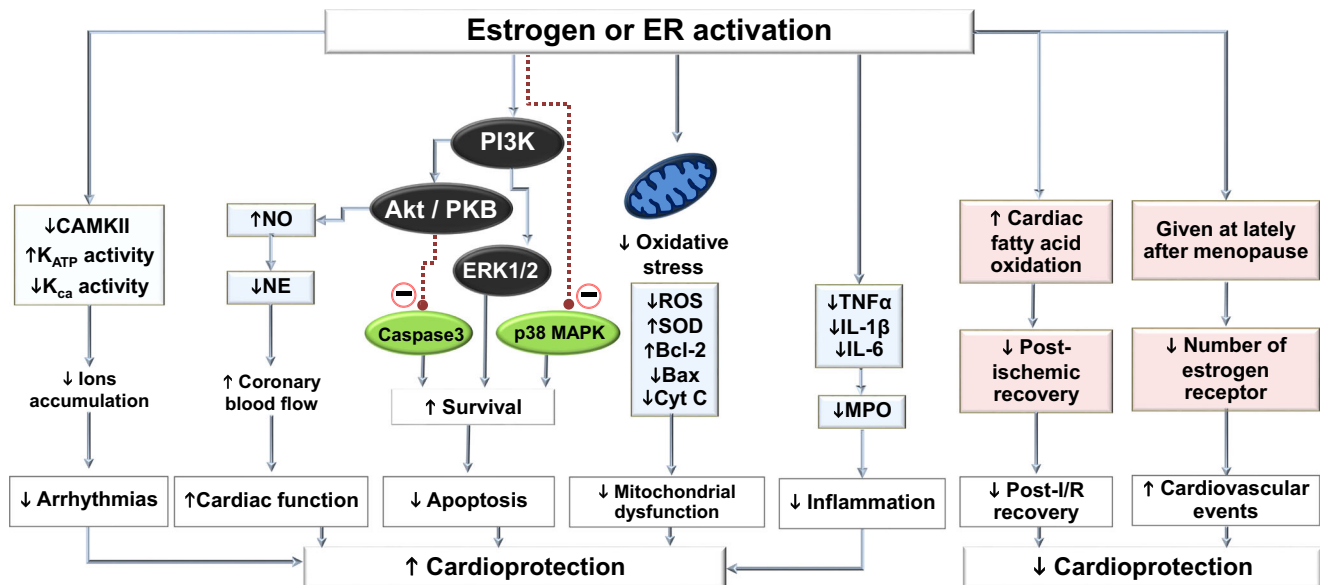 Estrogen or ER activation
PI3K
Akt / PKB
ERK1/2
Caspase3
p38 MAPK
↓CAMKII
↑K_ATP activity
↓K_ca activity
↓ Ions
accumulation
↓ Arrhythmias
↑NO
↓NE
↑ Coronary
blood flow
↑Cardiac function
↑ Survival
↓ Apoptosis
↓ Oxidative
stress
↓ROS
↑SOD
↑Bcl-2
↓Bax
↓Cyt C
↓ Mitochondrial
dysfunction
↓TNFα
↓IL-1β
↓IL-6
↓MPO
↓ Inflammation
↑ Cardioprotection
↑ Cardiac
fatty acid
oxidation
↓ Post-
ischemic
recovery
↓ Post-I/R
recovery
Given at lately
after menopause
↓ Number of
estrogen
receptor
↑ Cardiovascular
events
↓ Cardioprotection